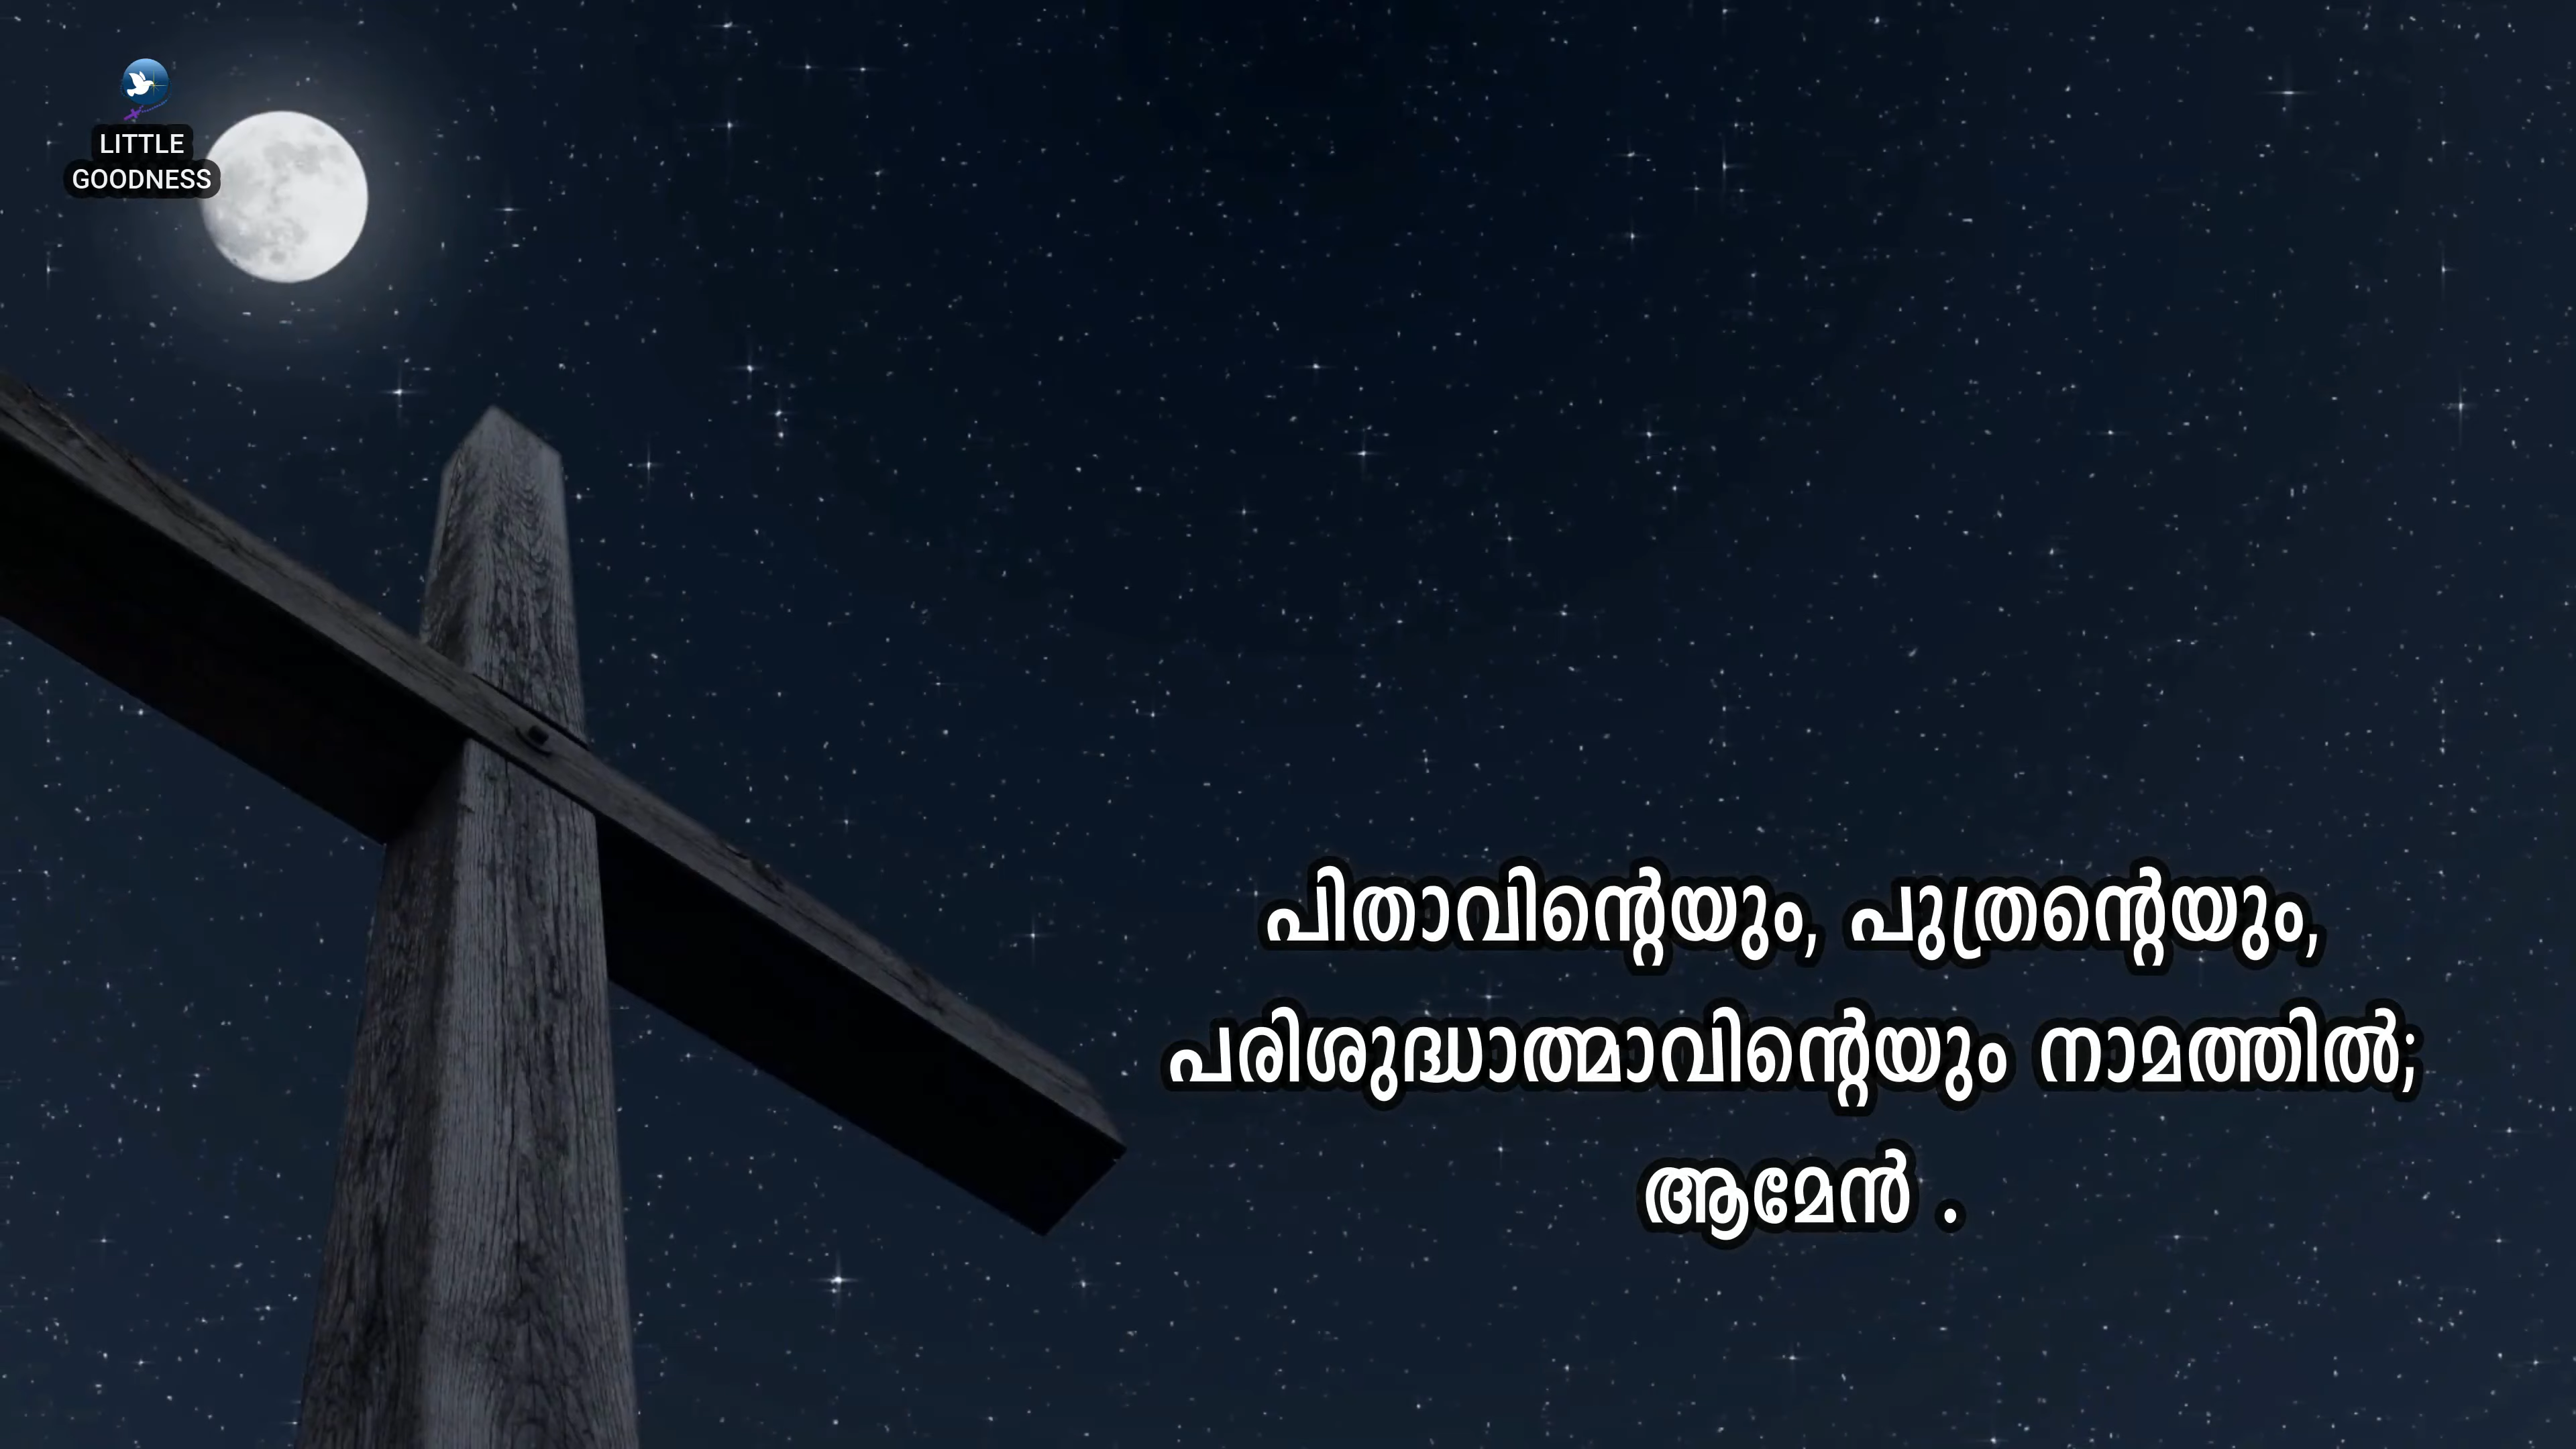 LITTLE
GOODNESS
പിതാവിന്റെയും, പുത്രന്റെയും,
പരിശുദ്ധാത്മാവിന്റെയും നാമത്തിൽ;
ആമേൻ .